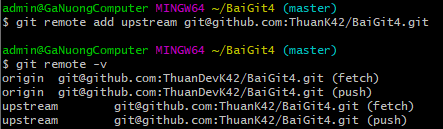 admin@GaNuongComputer MINGW64 ~/BaiGit4 (master)
$ git remote add upstream git@github.com:ThuanK42/BaiGit4.git
admin@GaNuongComputer MINGW64 ~/BaiGit4 (master)
$ git remote -v
origin  git@github.com:ThuanDevK42/BaiGit4.git (fetch)
origin  git@github.com:ThuanDevK42/BaiGit4.git (push)
upstream        git@github.com:ThuanK42/BaiGit4.git (fetch)
upstream        git@github.com:ThuanK42/BaiGit4.git (push)